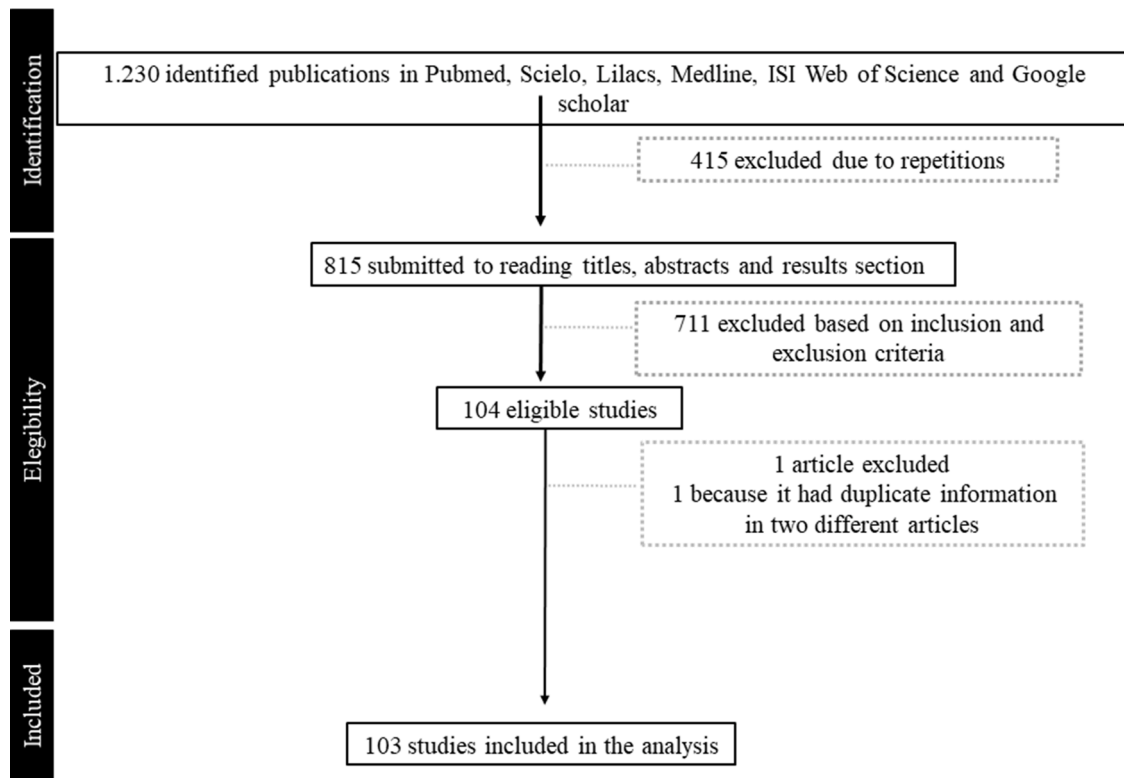 Identification
1.230 identified publications in Pubmed, Scielo, Lilacs, Medline, ISI Web of Science and Google
scholar
415 excluded due to repetitions
Elegibility
815 submitted to reading titles, abstracts and results section
711 excluded based on inclusion and
exclusion criteria
104 eligible studies
1 article excluded
1 because it had duplicate information
in two different articles
Included
103 studies included in the analysis